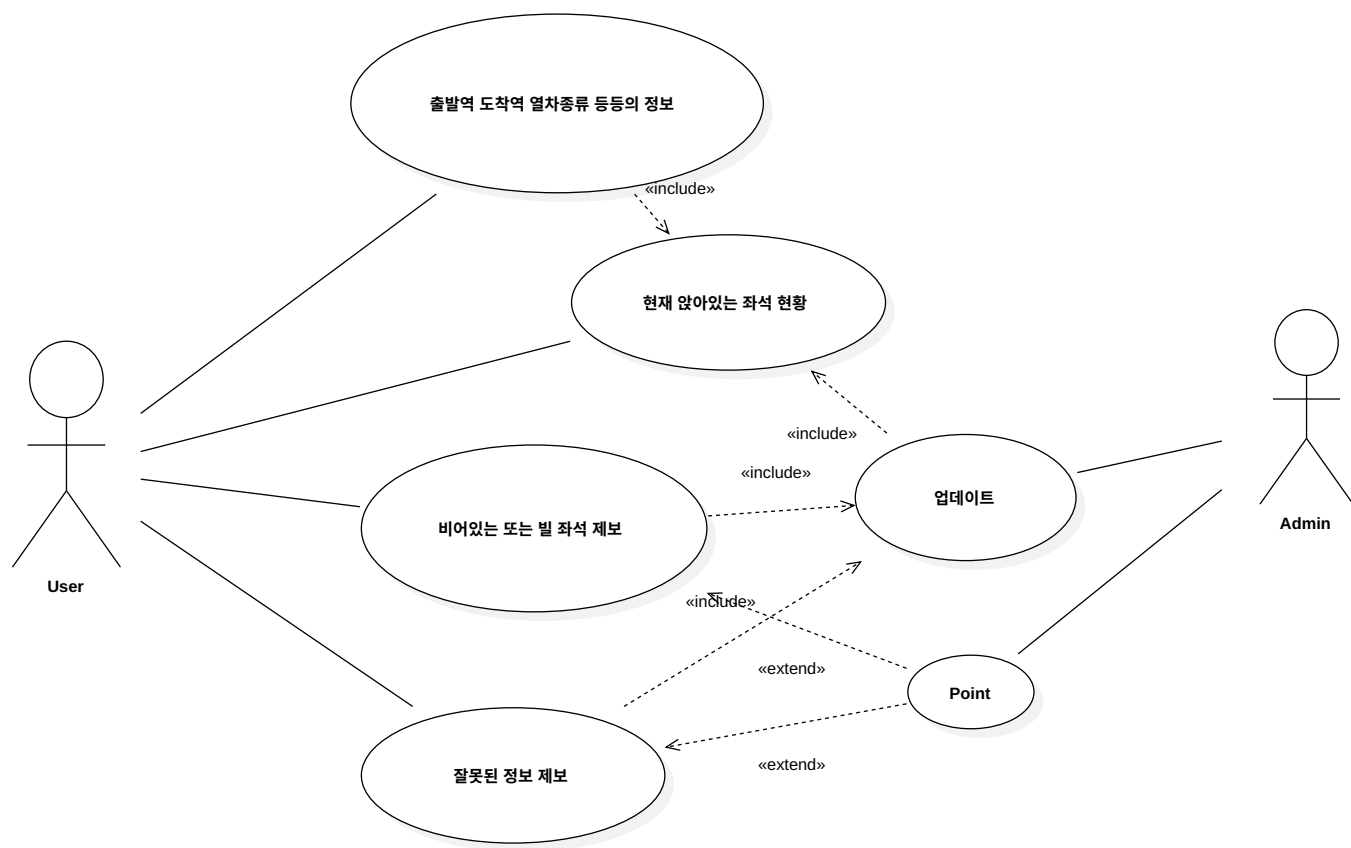 출발역 도착역 열차종류 등등의 정보
«include»
현재 앉아있는 좌석 현황
«include»
«include»
업데이트
비어있는 또는 빌 좌석 제보
Admin
User
«include»
«extend»
Point
«extend»
잘못된 정보 제보